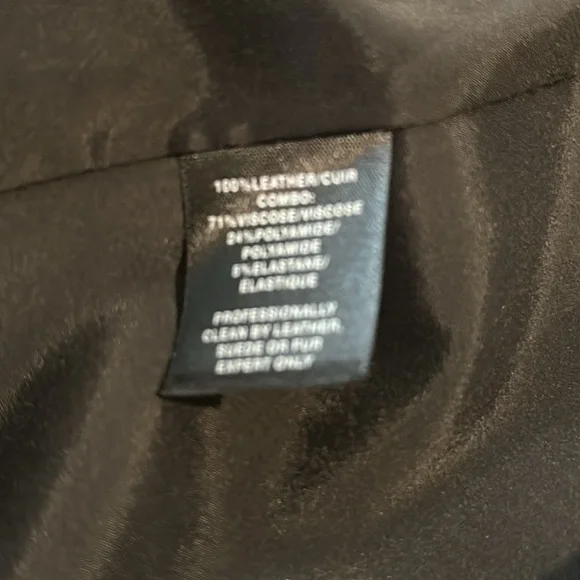 100%LEATHER/CUIR
COMBO:
71%VISCOSE/VISCOSE
24%POLYAMIDE/
POLYAMIDE
5%ELASTANE/
ELASTIQUE
PROFESSIONALLY
CLEAN BY LEATHER,
SUEDE OR FUR
EXPERT ONLY